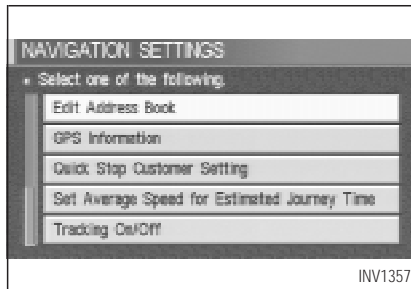 NAVIGATION SETTINGS
Select one of the following.
Edit Address Book
GPS Information
Quick Stop Customer Setting
Set Average Speed for Estimated Journey Time
Tracking On/Off
INV1357